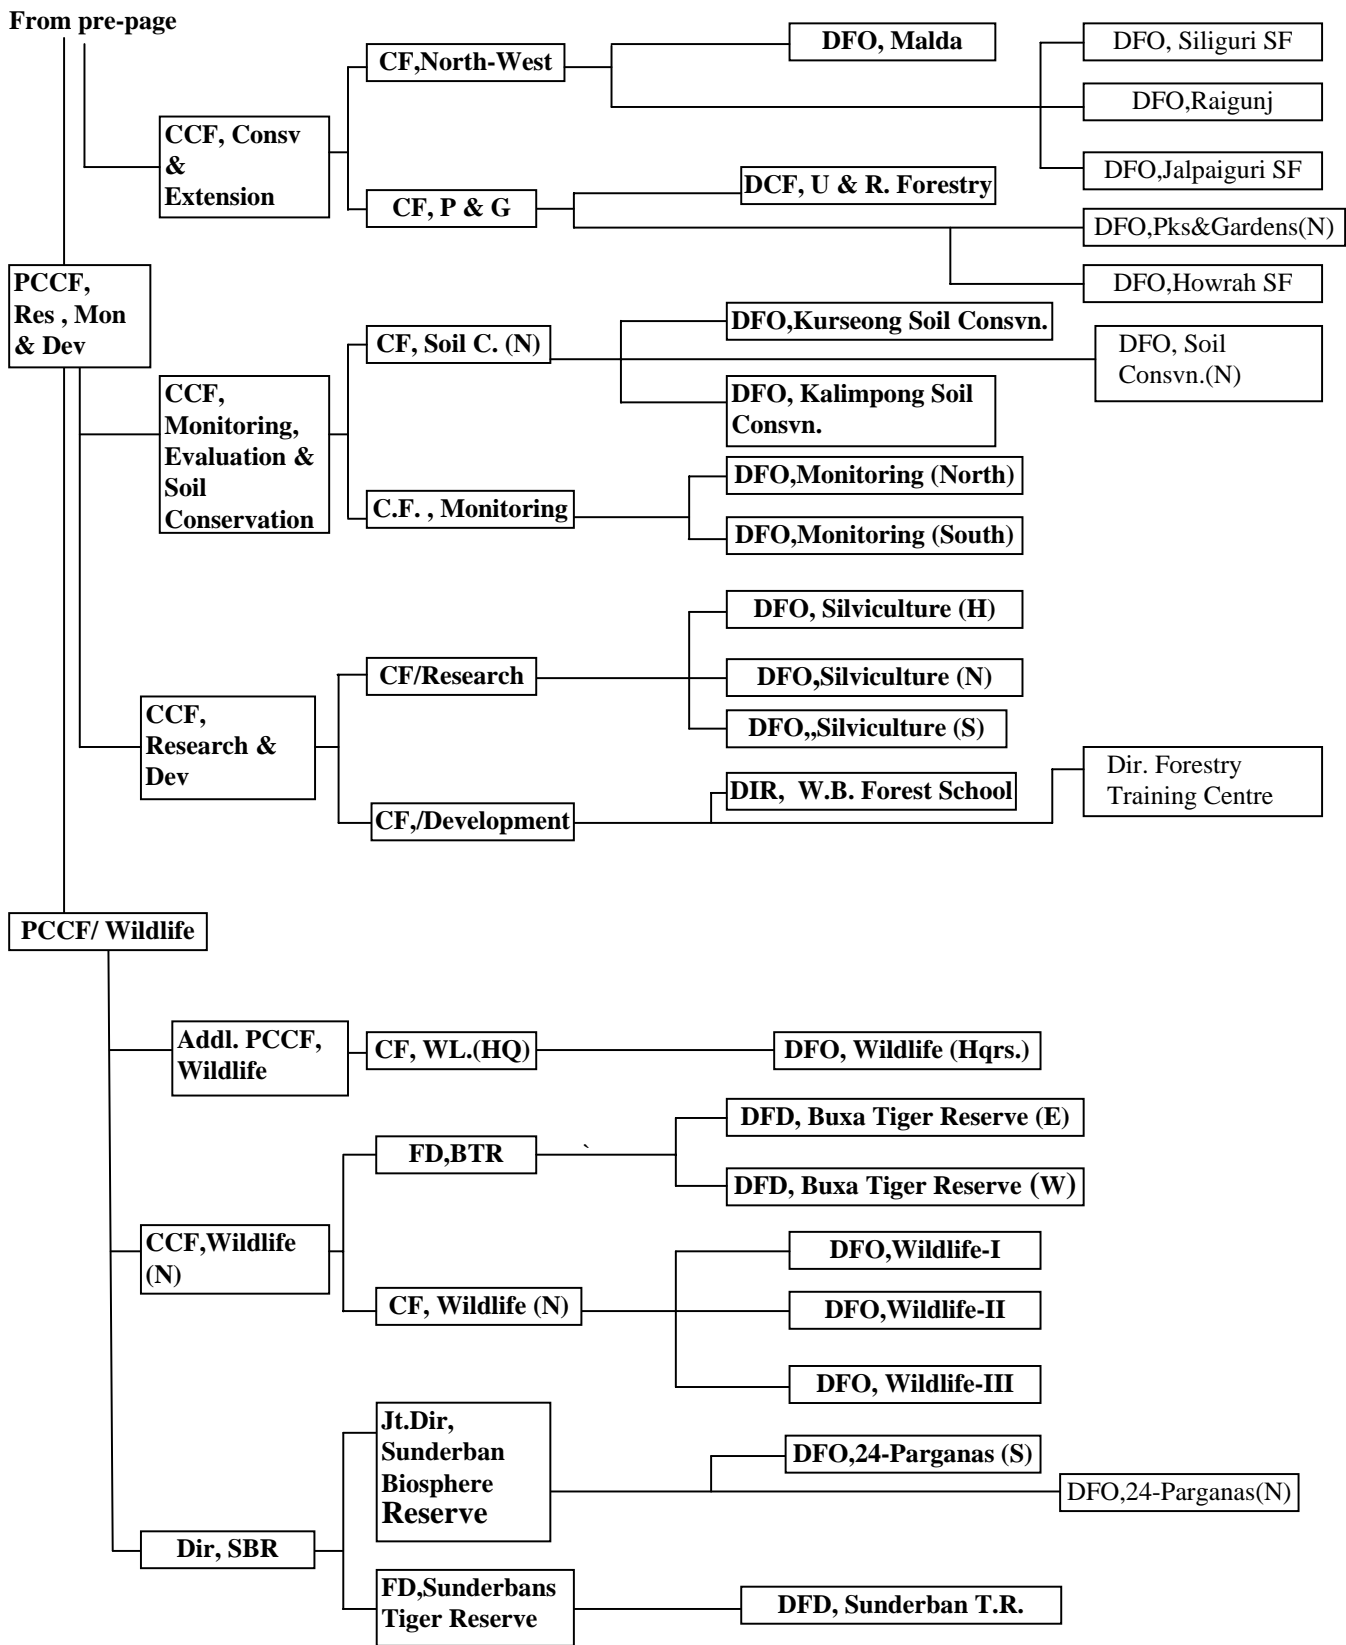 From pre-page
CF,North-West
DFO, Malda
DFO, Siliguri SF
DFO,Raigunj
DFO,Jalpaiguri SF
CCF, Consv
&
Extension
CF, P & G
DCF, U & R. Forestry
DFO,Pks&Gardens(N)
DFO,Howrah SF
PCCF,
Res , Mon
& Dev
CCF,
Monitoring,
Evaluation &
Soil
Conservation
CF, Soil C. (N)
DFO,Kurseong Soil Consvn.
DFO, Soil
Consvn.(N)
DFO, Kalimpong Soil
Consvn.
C.F. , Monitoring
DFO,Monitoring (North)
DFO,Monitoring (South)
CCF,
Research &
Dev
CF/Research
DFO, Silviculture (H)
DFO,Silviculture (N)
DFO,,Silviculture (S)
CF,/Development
DIR, W.B. Forest School
Dir. Forestry
Training Centre
PCCF/ Wildlife
Addl. PCCF,
Wildlife
CF, WL.(HQ)
DFO, Wildlife (Hqrs.)
CCF,Wildlife
(N)
FD,BTR
`
DFD, Buxa Tiger Reserve (E)
DFD, Buxa Tiger Reserve (W)
CF, Wildlife (N)
DFO,Wildlife-I
DFO,Wildlife-II
DFO, Wildlife-III
Dir, SBR
Jt.Dir,
Sunderban
Biosphere
Reserve
DFO,24-Parganas (S)
DFO,24-Parganas(N)
FD,Sunderbans
Tiger Reserve
DFD, Sunderban T.R.